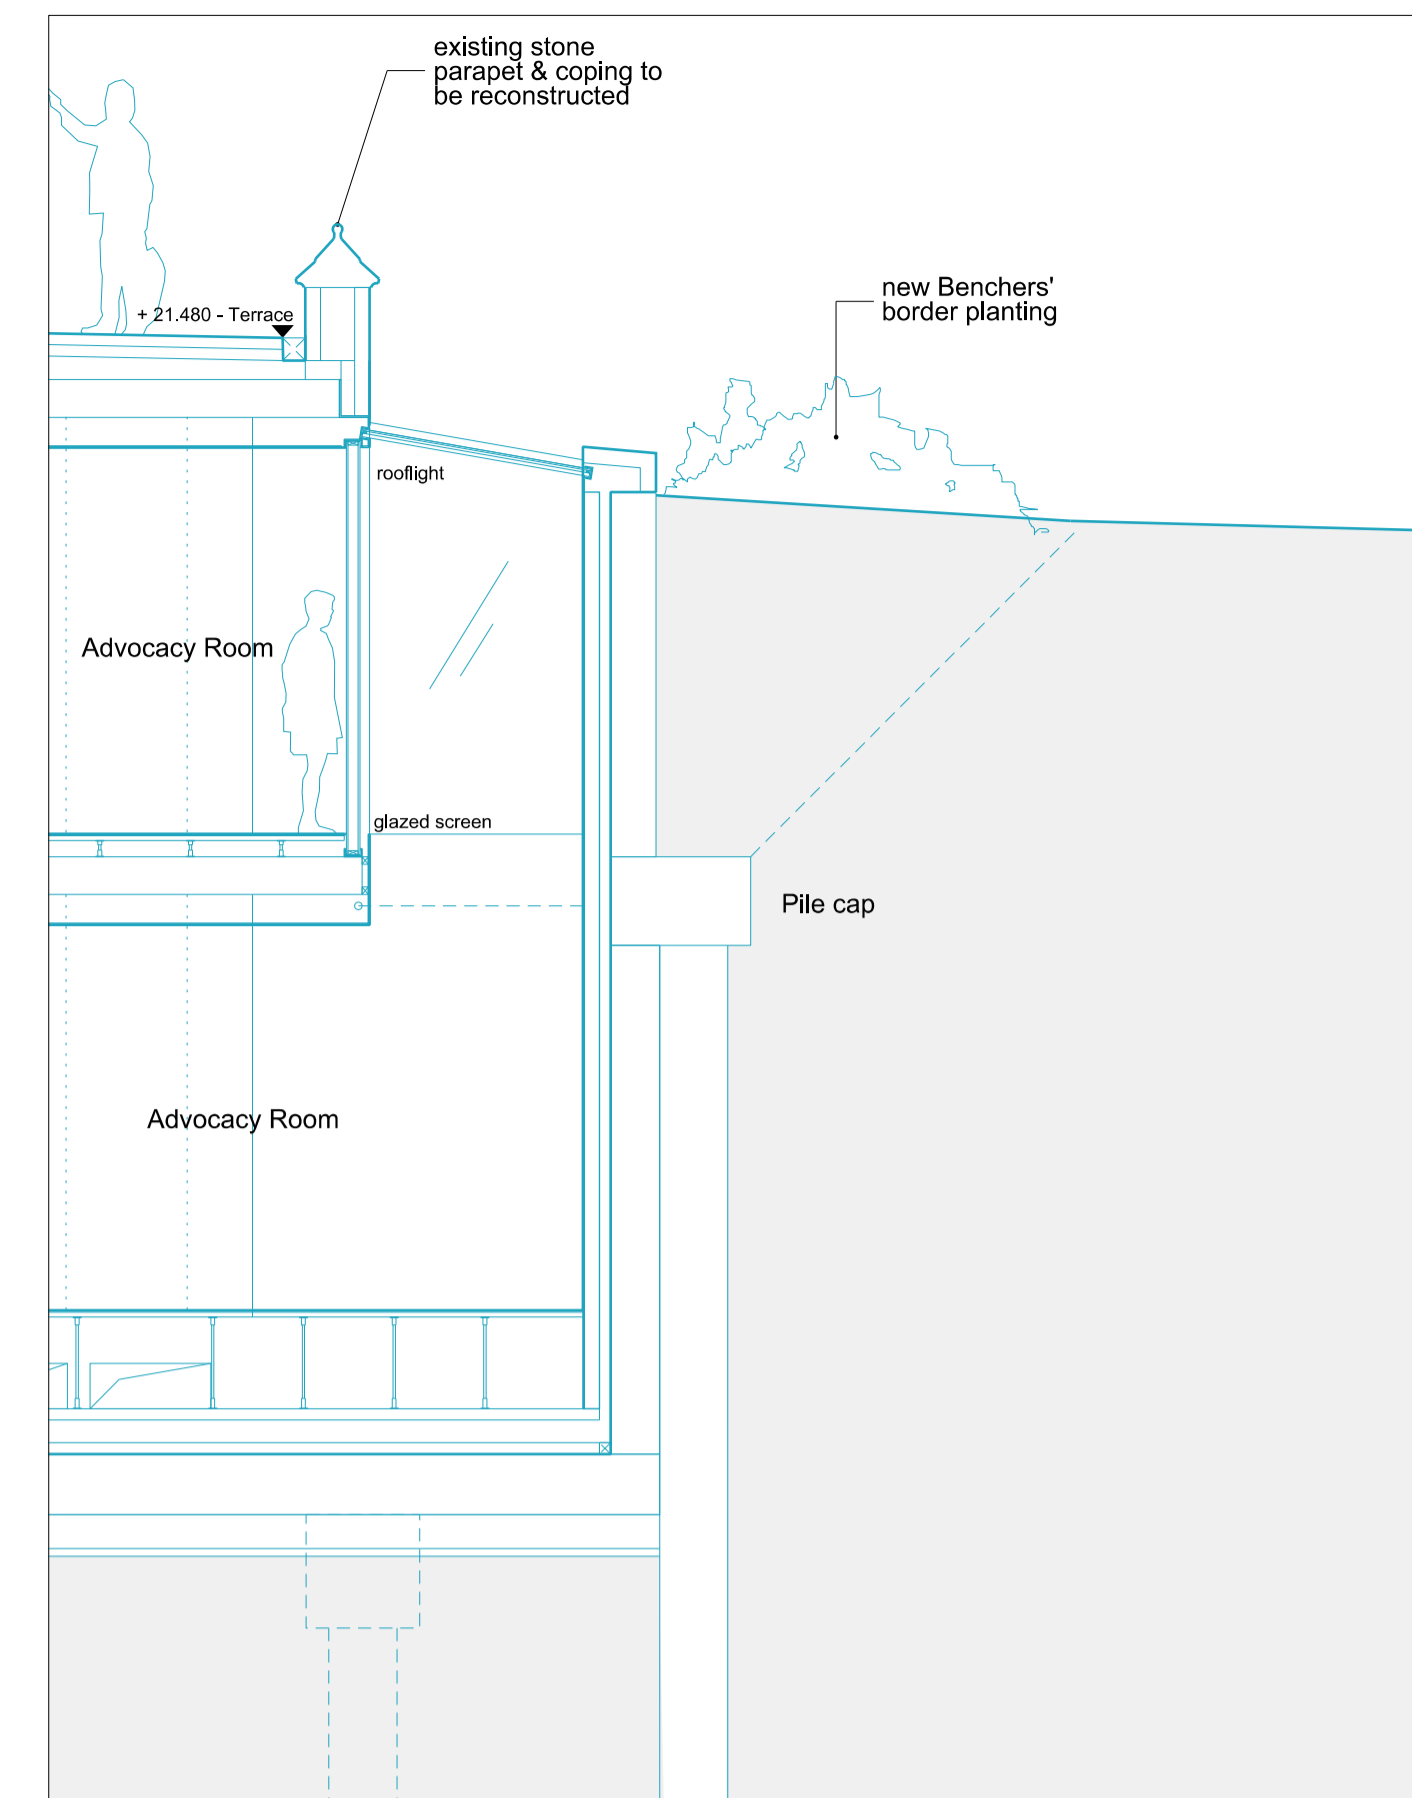 existing stone
parapet & coping to
be reconstructed
new Benchers'
border planting
+ 21.480 - Terrace
rooflight
Advocacy Room
glazed screen
Pile cap
Advocacy Room